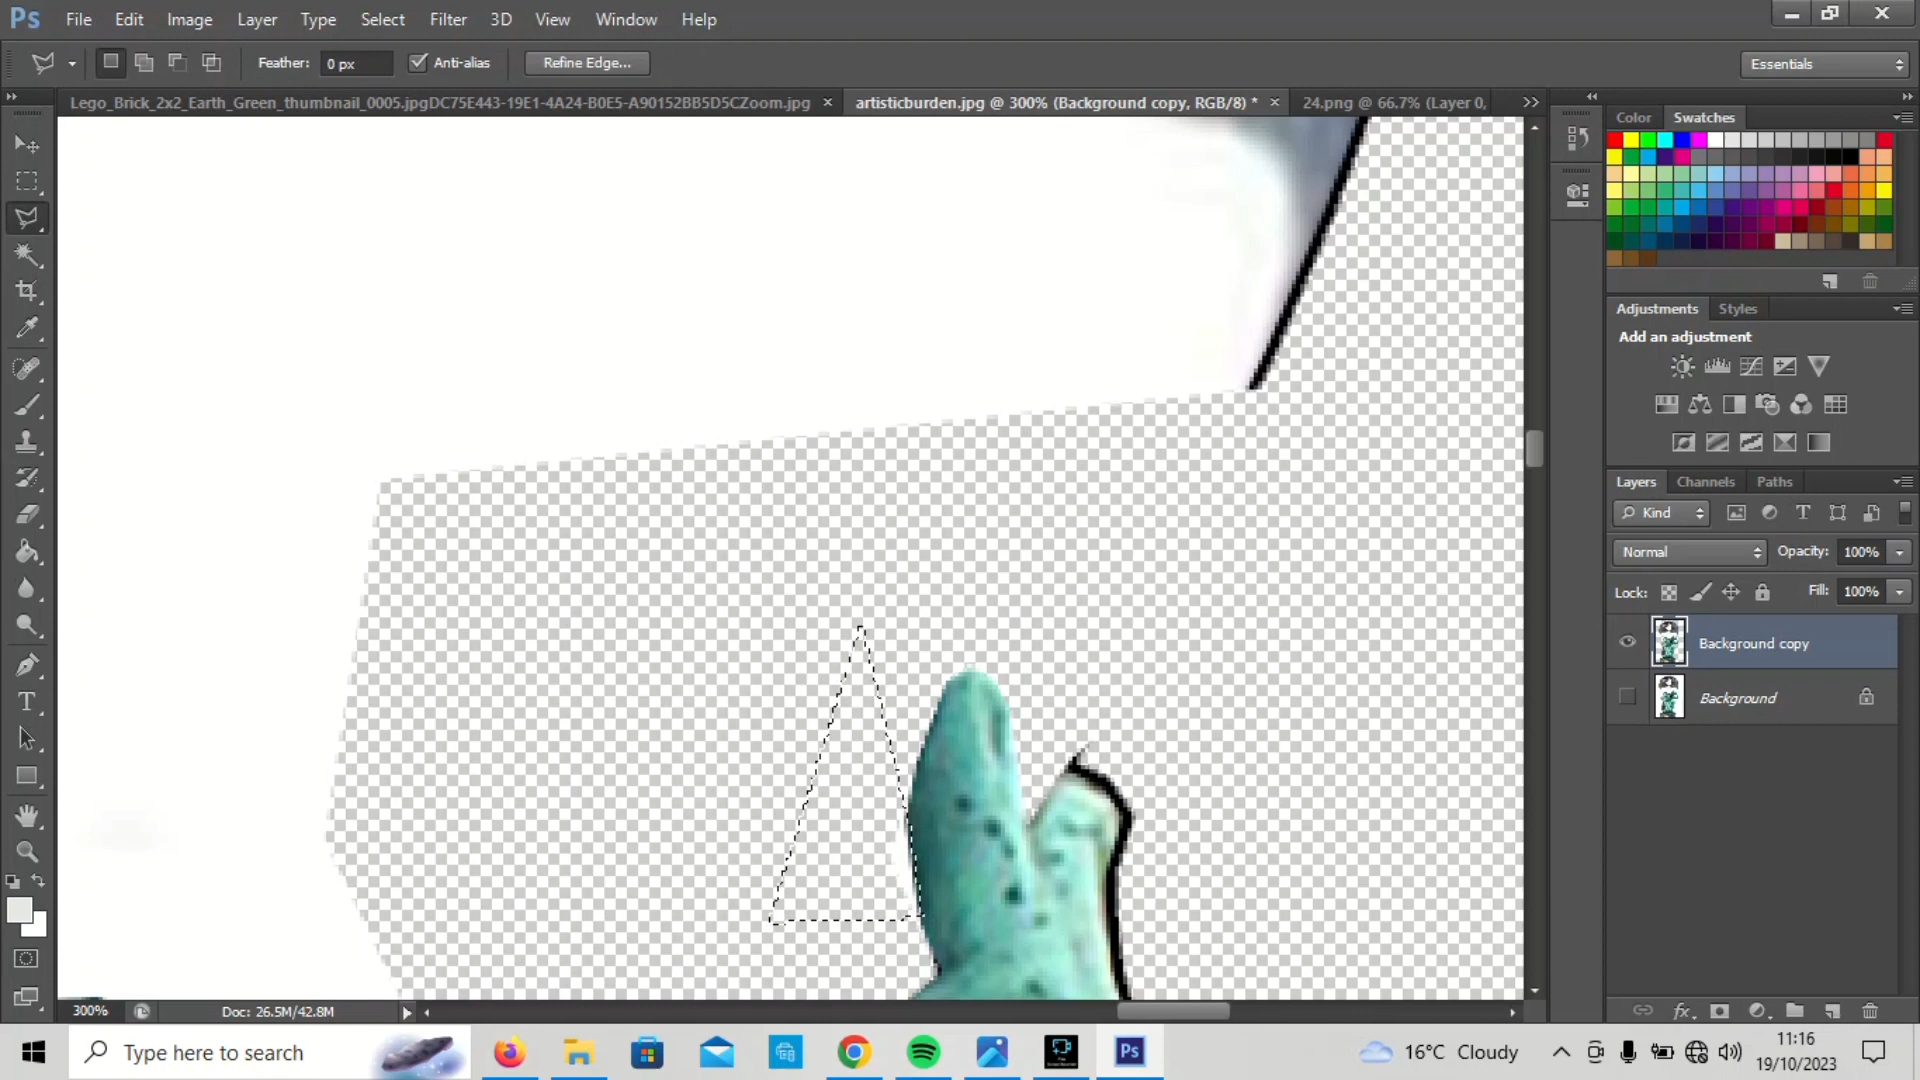 Ps File Edit Image Layer Type Select Filter 3D View Window Help
Feather: 0 px Anti-alias Refine Edge... Essentials
Lego_Brick_2x2_Earth_Green_thumbnail_0005.jpgDC75E443-19E1-4A24-B0E5-A90152BB5D5CZoom.jpg × artisticburden.jpg @ 300% (Background copy, RGB/8) * × 24.png @ 66.7% (Layer 0, >>
Color Swatches
Adjustments Styles
Add an adjustment
Layers Channels Paths
Kind
Normal Opacity: 100%
Lock: Fill: 100%
Background copy
Background
300% Doc: 26.5M/42.8M
Type here to search
Ps
16°C Cloudy
11:16
19/10/2023